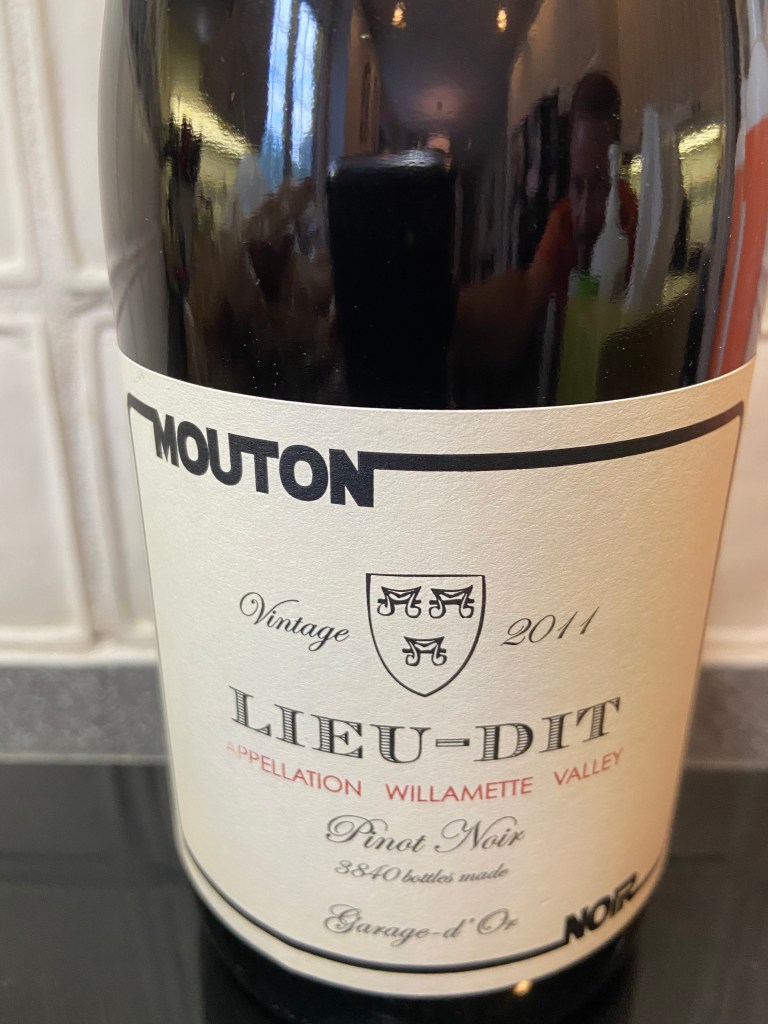 MOUTON
Vintage 2011
LIEU-DIT
APPELLATION WILLAMETTE VALLEY
Pinot Noir
3840 bottles made
Garage-d'Or
NOIR